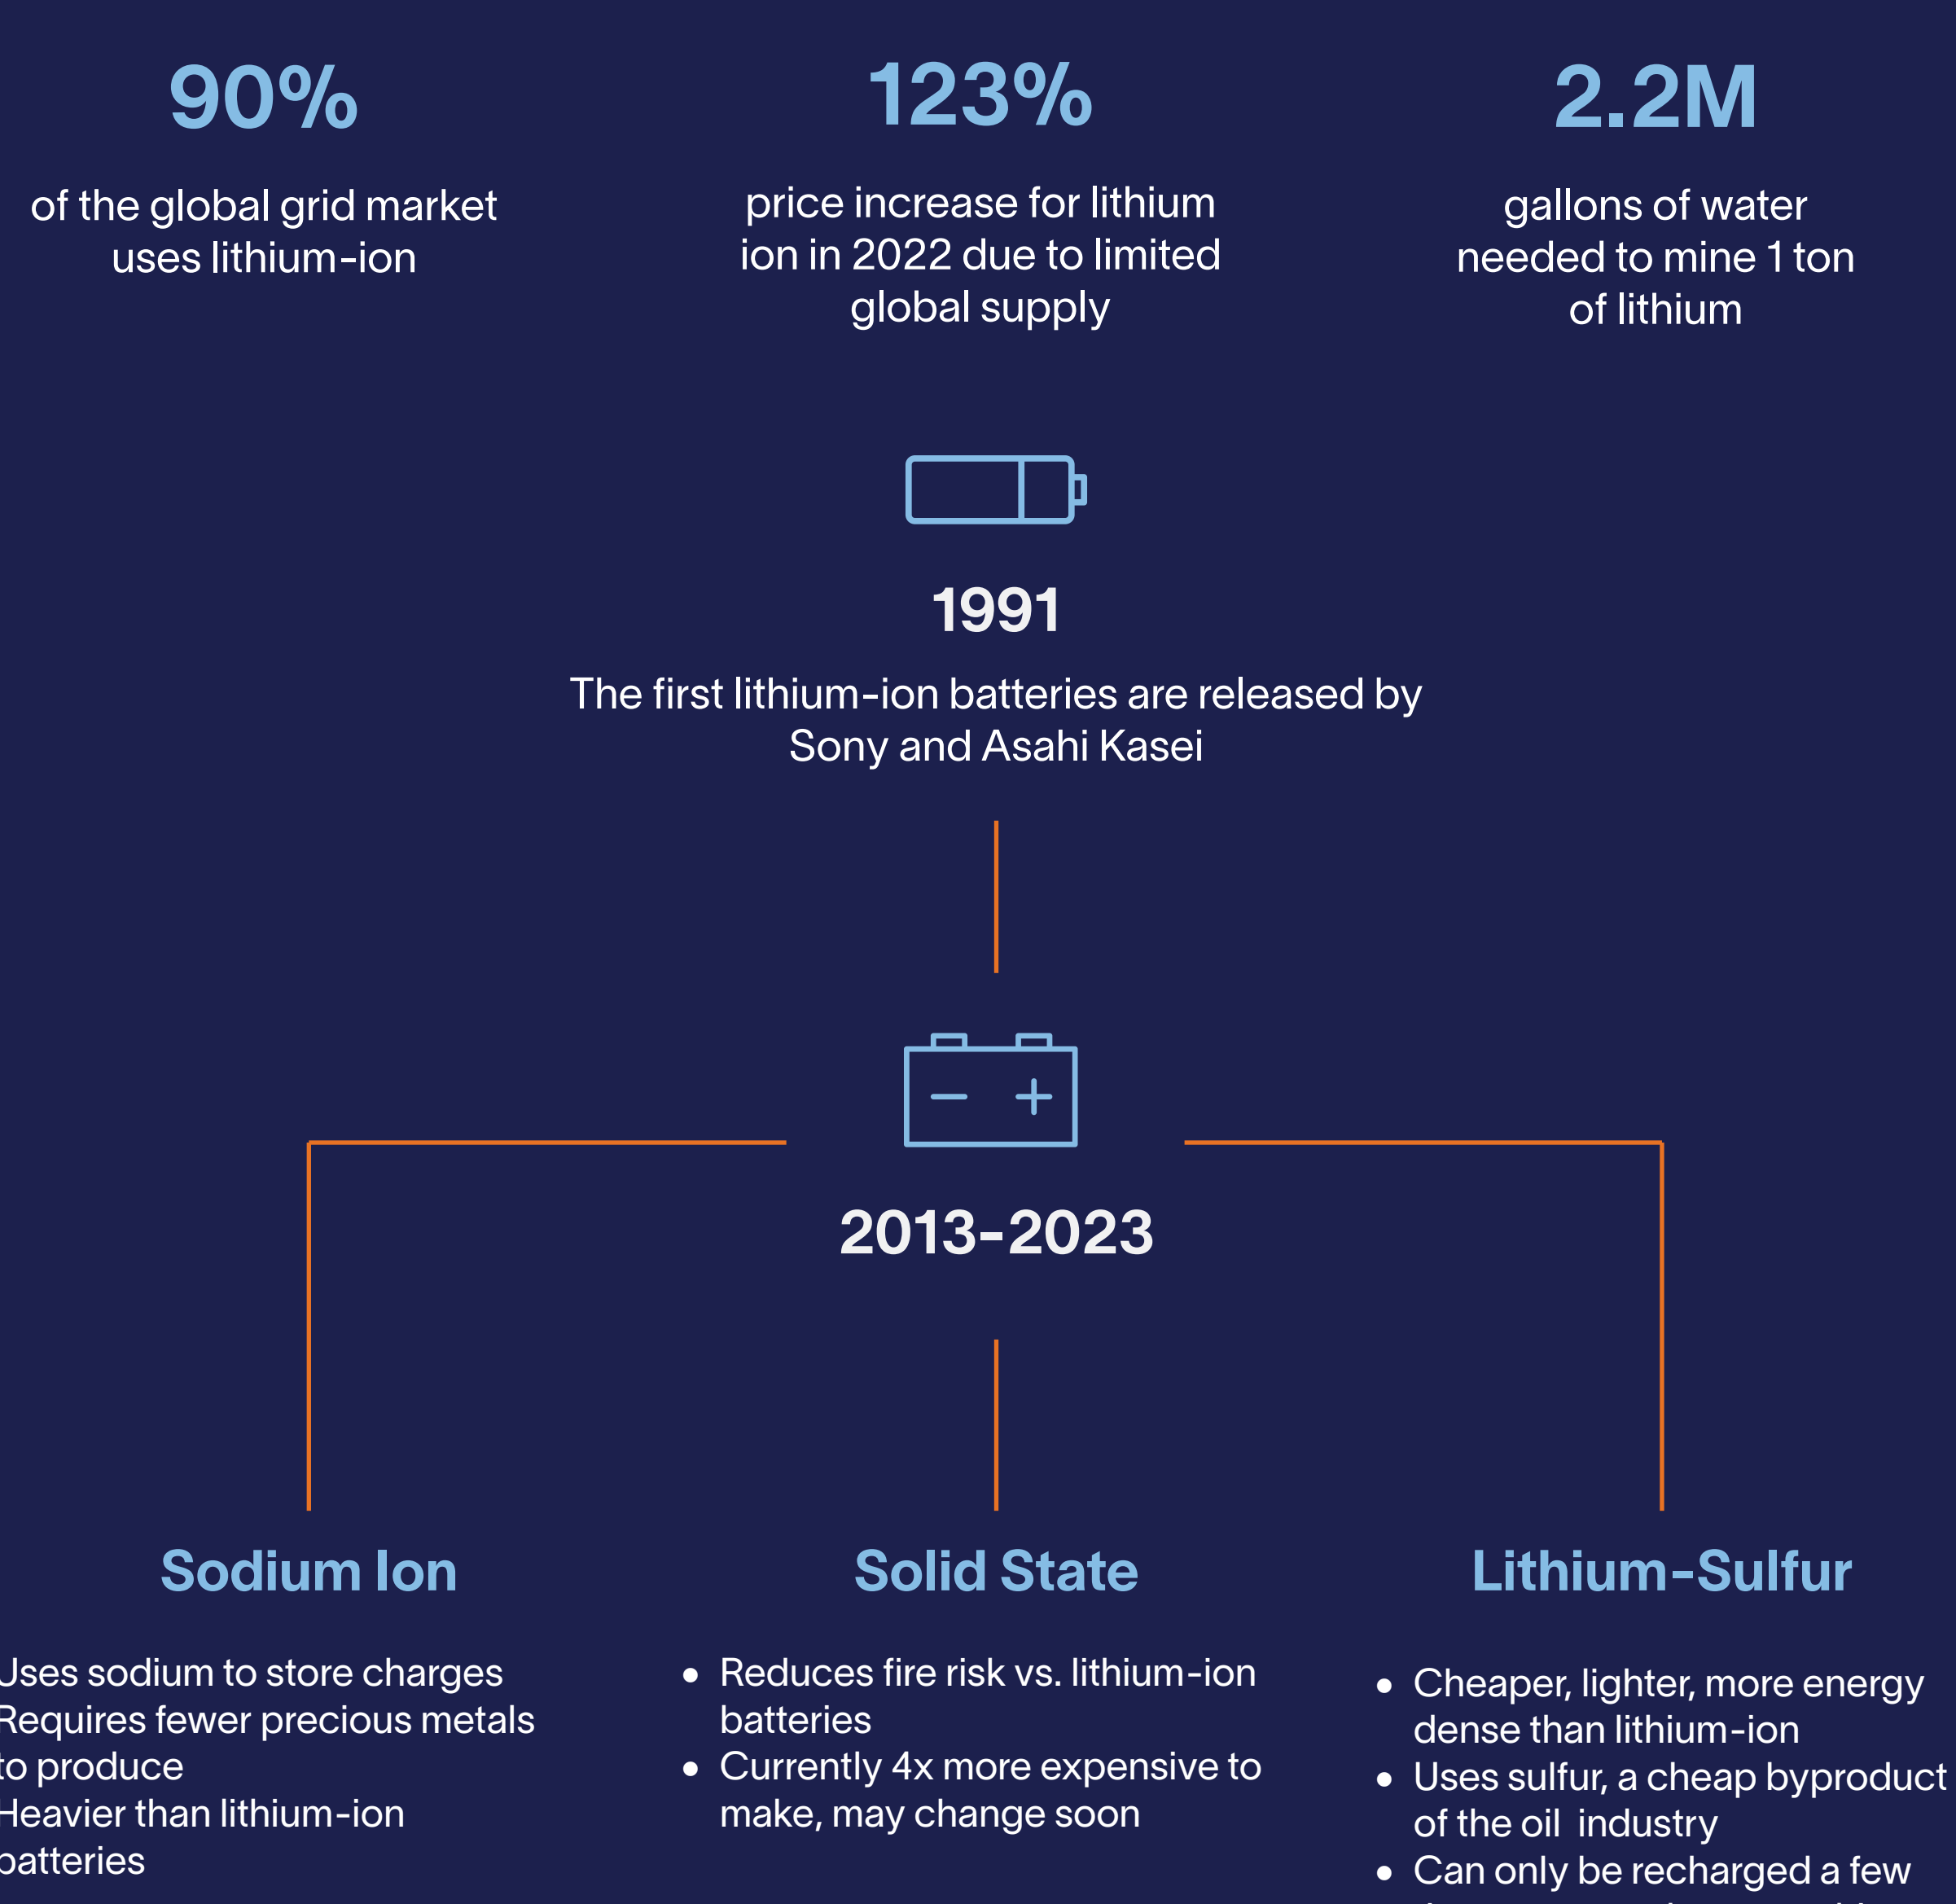 90%
of the global grid market
uses lithium-ion
123%
price increase for lithium
ion in 2022 due to limited
global supply
2.2M
gallons of water
needed to mine 1 ton
of lithium
1991
The first lithium-ion batteries are released by
Sony and Asahi Kasei
2013-2023
Sodium Ion
Uses sodium to store charges
Requires fewer precious metals
to produce
Heavier than lithium-ion
batteries
Solid State
• Reduces fire risk vs. lithium-ion
batteries
• Currently 4x more expensive to
make, may change soon
Lithium-Sulfur
• Cheaper, lighter, more energy
dense than lithium-ion
• Uses sulfur, a cheap byproduct
of the oil industry
• Can only be recharged a few